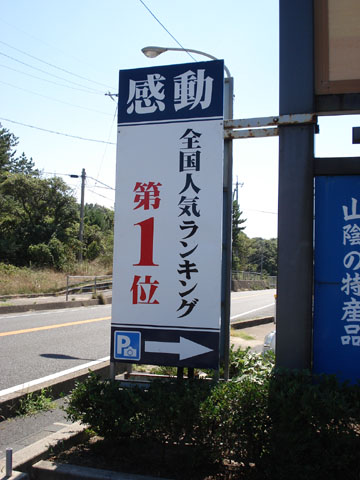 感動
全国人気ランキング
第1位
P
山陰の特産品